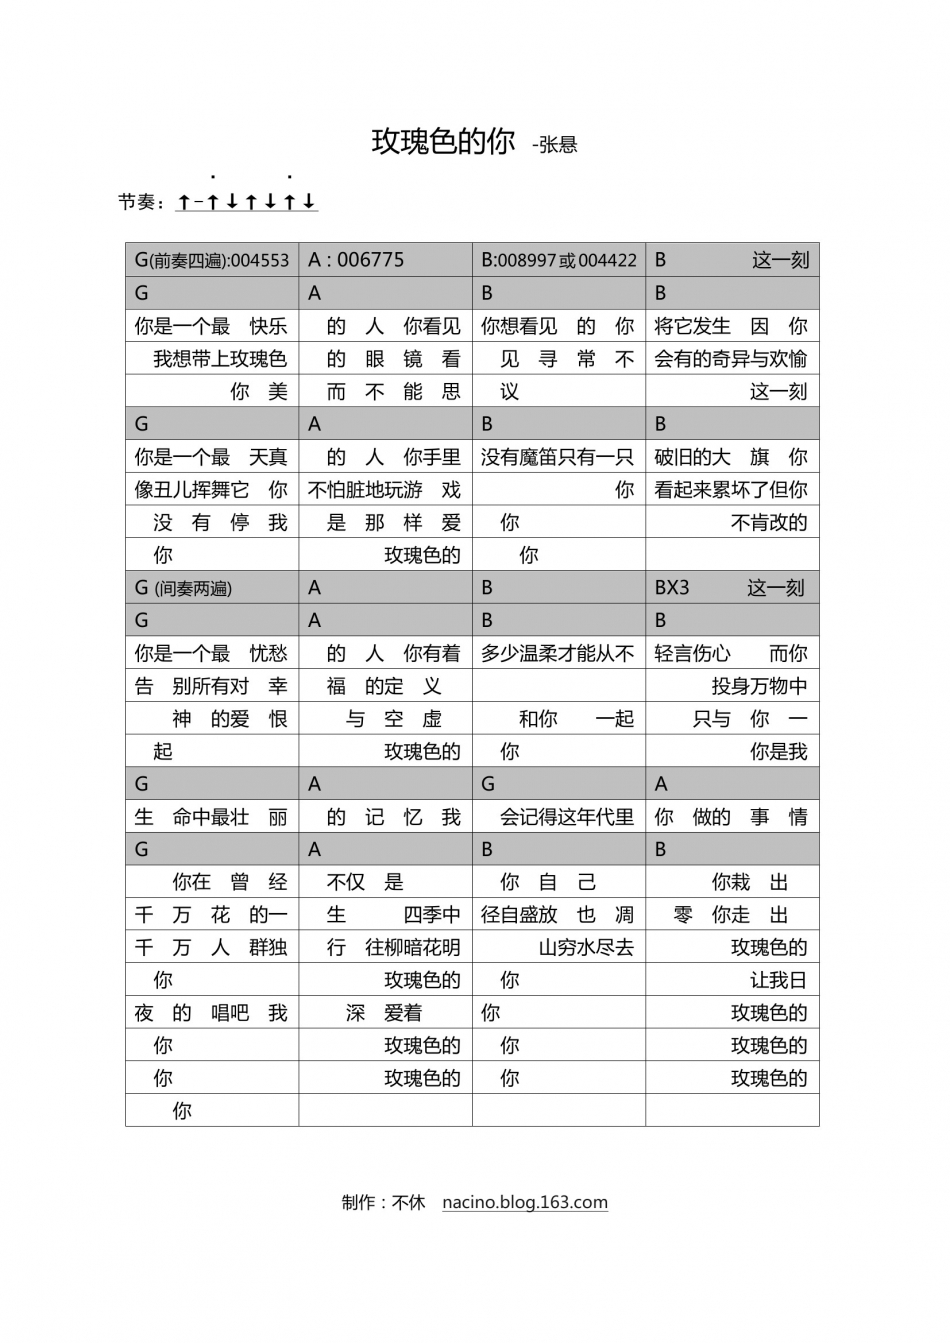 玫瑰色的你 -张悬
节奏：↑-↑↓↑↓↑↓
G(前奏四遍):004553 A : 006775 B:008997或004422 B 这一刻
G A B B
你是一个最 快乐 的 人 你看见 你想看见 的 你 将它发生 因 你
我想带上玫瑰色 的 眼 镜 看 见 寻 常 不 会有的奇异与欢愉
你 美 而 不 能 思 议 这一刻
G A B B
你是一个最 天真 的 人 你手里 没有魔笛只有一只 破旧的大 旗 你
像丑儿挥舞它 你 不怕脏地玩游 戏 你 看起来累坏了但你
没 有 停 我 是 那 样 爱 你 不肯改的
你 玫瑰色的 你
G (间奏两遍) A B BX3 这一刻
G A B B
你是一个最 忧愁 的 人 你有着 多少温柔才能从不 轻言伤心 而你
告 别所有对 幸 福 的定 义 投身万物中
神 的爱 恨 与 空 虚 和你 一起 只与 你 一
起 玫瑰色的 你 你是我
G A G A
生 命中最壮 丽 的 记 忆 我 会记得这年代里 你 做的 事 情
G A B B
你在 曾 经 不仅 是 你 自 己 你栽 出
千 万 花 的一 生 四季中 径自盛放 也 凋 零 你走 出
千 万 人 群独 行 往柳暗花明 山穷水尽去 玫瑰色的
你 玫瑰色的 你 让我日
夜 的 唱吧 我 深 爱着 你 玫瑰色的
你 玫瑰色的 你 玫瑰色的
你 玫瑰色的 你 玫瑰色的
你
制作：不休 nacino.blog.163.com